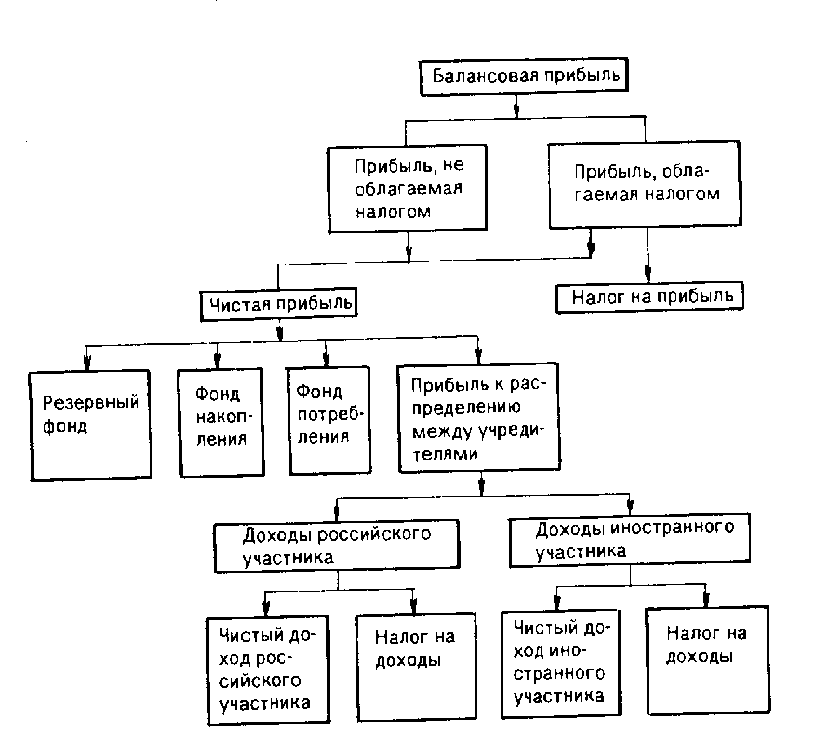 Балансовая прибыль
Прибыль, не
облагаемая
налогом
Прибыль, обла-
гаемая налогом
Чистая прибыль
Налог на прибыль
Резервный
фонд
Фонд
накоп-
ления
Фонд
потреб-
ления
Прибыль к рас-
пределению
между учреди-
телями
Доходы российского
участника
Доходы иностранного
участника
Чистый до-
ход рос-
сийского
участника
Налог на
доходы
Чистый до-
ход ино-
странного
участника
Налог на
доходы